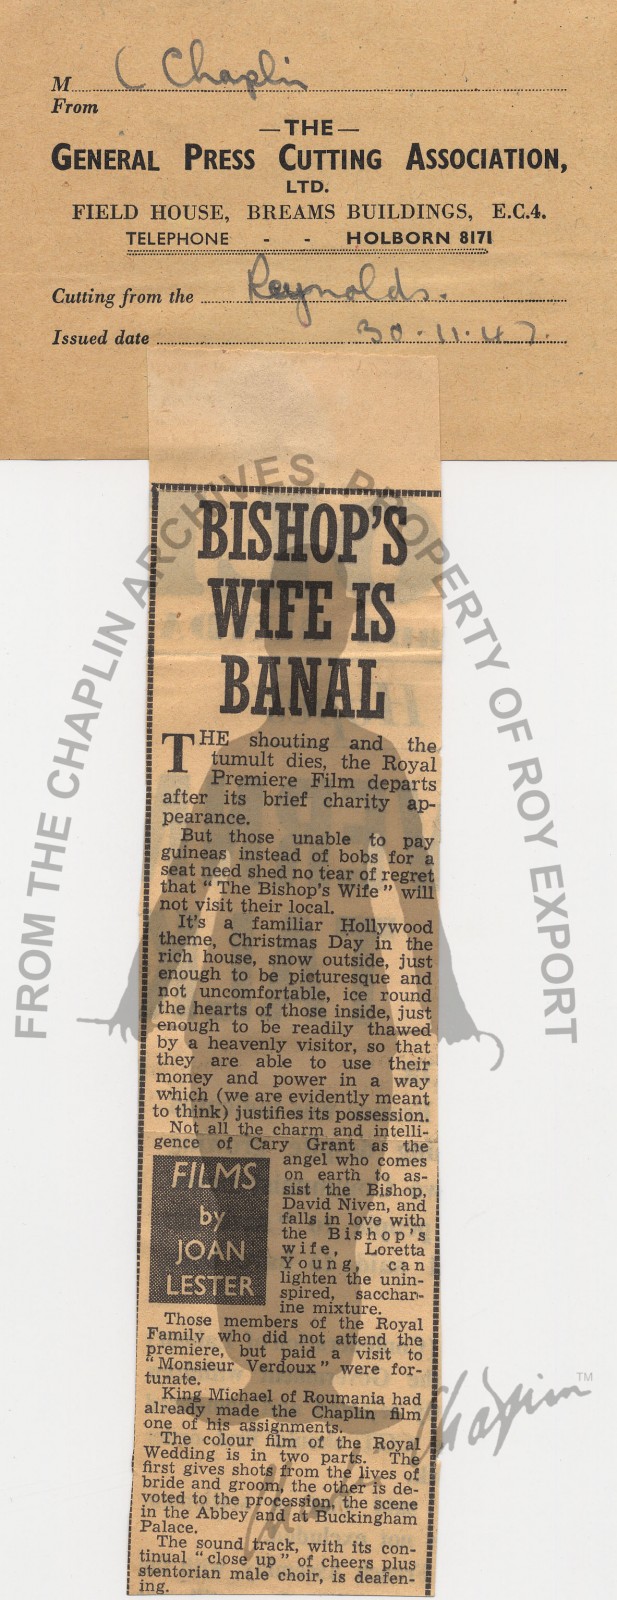 M ( Chaplin
From
—THE—
GENERAL PRESS CUTTING ASSOCIATION,
LTD.
FIELD HOUSE, BREAMS BUILDINGS, E.C.4.
TELEPHONE - - HOLBORN 8171
Cutting from the Reynolds.
Issued date 30.11.47.
FROM THE CHAPLIN ARCHIVES, PROPERTY OF ROY EXPORT
BISHOP'S
WIFE IS
BANAL
THE shouting and the
tumult dies, the Royal
Premiere Film departs
after its brief charity ap-
pearance.
But those unable to pay
guineas instead of bobs for a
seat need shed no tear of regret
that "The Bishop's Wife" will
not visit their local.
It's a familiar Hollywood
theme, Christmas Day in the
rich house, snow outside, just
enough to be picturesque and
not uncomfortable, ice round
the hearts of those inside, just
enough to be readily thawed
by a heavenly visitor, so that
they are able to use their
money and power in a way
which (we are evidently meant
to think) justifies its possession.
Not all the charm and intelli-
gence of Cary Grant as the
angel who comes
on earth to as-
sist the Bishop,
David Niven, and
falls in love with
the Bishop's
wife, Loretta
Young, can
lighten the unin-
spired, sacchar-
ine mixture.
FILMS
by
JOAN
LESTER
Those members of the Royal
Family who did not attend the
premiere, but paid a visit to
"Monsieur Verdoux" were for-
tunate.
King Michael of Roumania had
already made the Chaplin film
one of his assignments.
The colour film of the Royal
Wedding is in two parts. The
first gives shots from the lives of
bride and groom, the other is de-
voted to the procession, the scene
in the Abbey and at Buckingham
Palace.
The sound track, with its con-
tinual "close up" of cheers plus
stentorian male choir, is deafen-
ing.
Charlie Chaplin TM